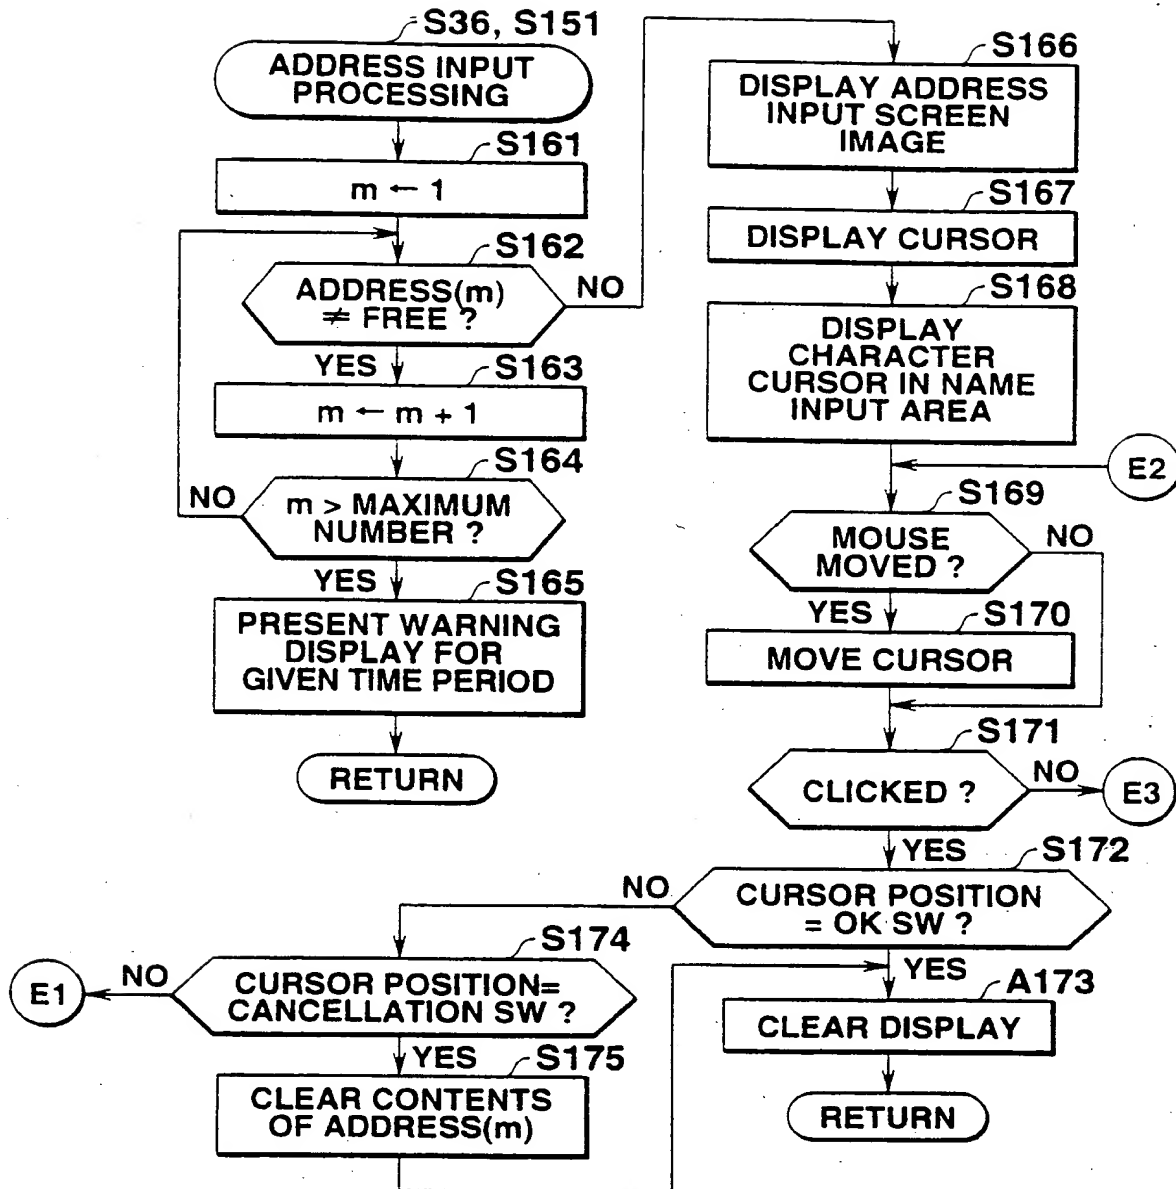 S36, S151
ADDRESS INPUT
PROCESSING
S161
m ← 1
S162
ADDRESS(m)
≠ FREE ?
NO
YES
S163
m ← m + 1
S164
m > MAXIMUM
NUMBER ?
NO
YES
S165
PRESENT WARNING
DISPLAY FOR
GIVEN TIME PERIOD
RETURN
S166
DISPLAY ADDRESS
INPUT SCREEN
IMAGE
S167
DISPLAY CURSOR
S168
DISPLAY
CHARACTER
CURSOR IN NAME
INPUT AREA
E2
S169
MOUSE
MOVED ?
NO
YES
S170
MOVE CURSOR
S171
CLICKED ?
NO
E3
YES
S172
CURSOR POSITION
= OK SW ?
NO
YES
A173
CLEAR DISPLAY
RETURN
S174
CURSOR POSITION=
CANCELLATION SW ?
NO
E1
YES
S175
CLEAR CONTENTS
OF ADDRESS(m)